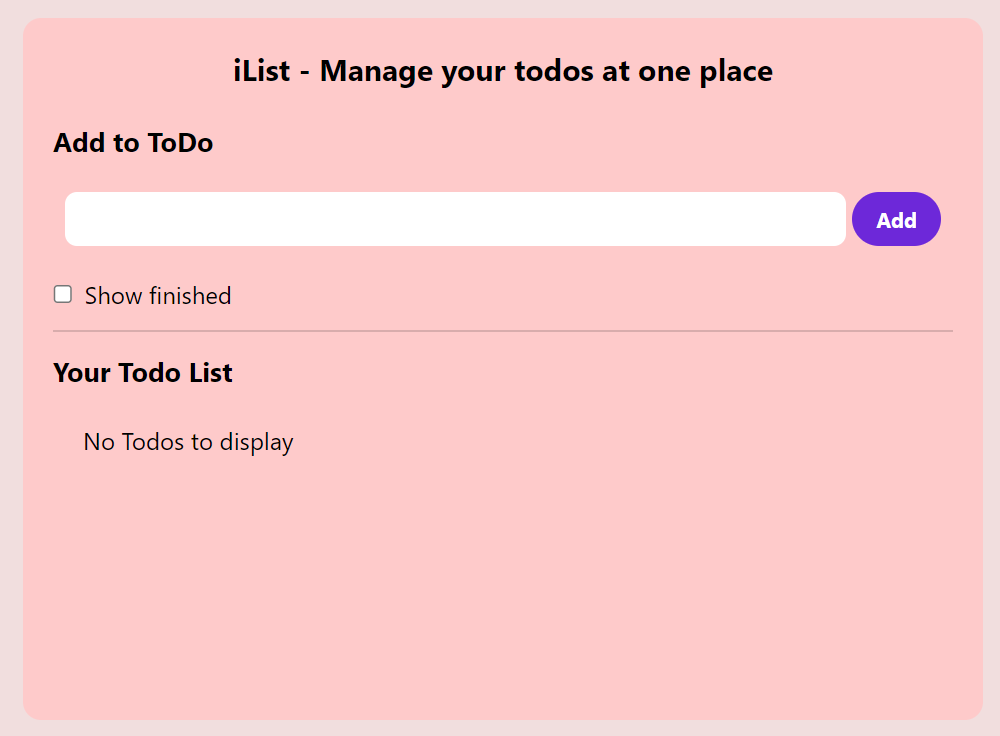 iList - Manage your todos at one place
Add to ToDo
Add
Show finished
Your Todo List
No Todos to display